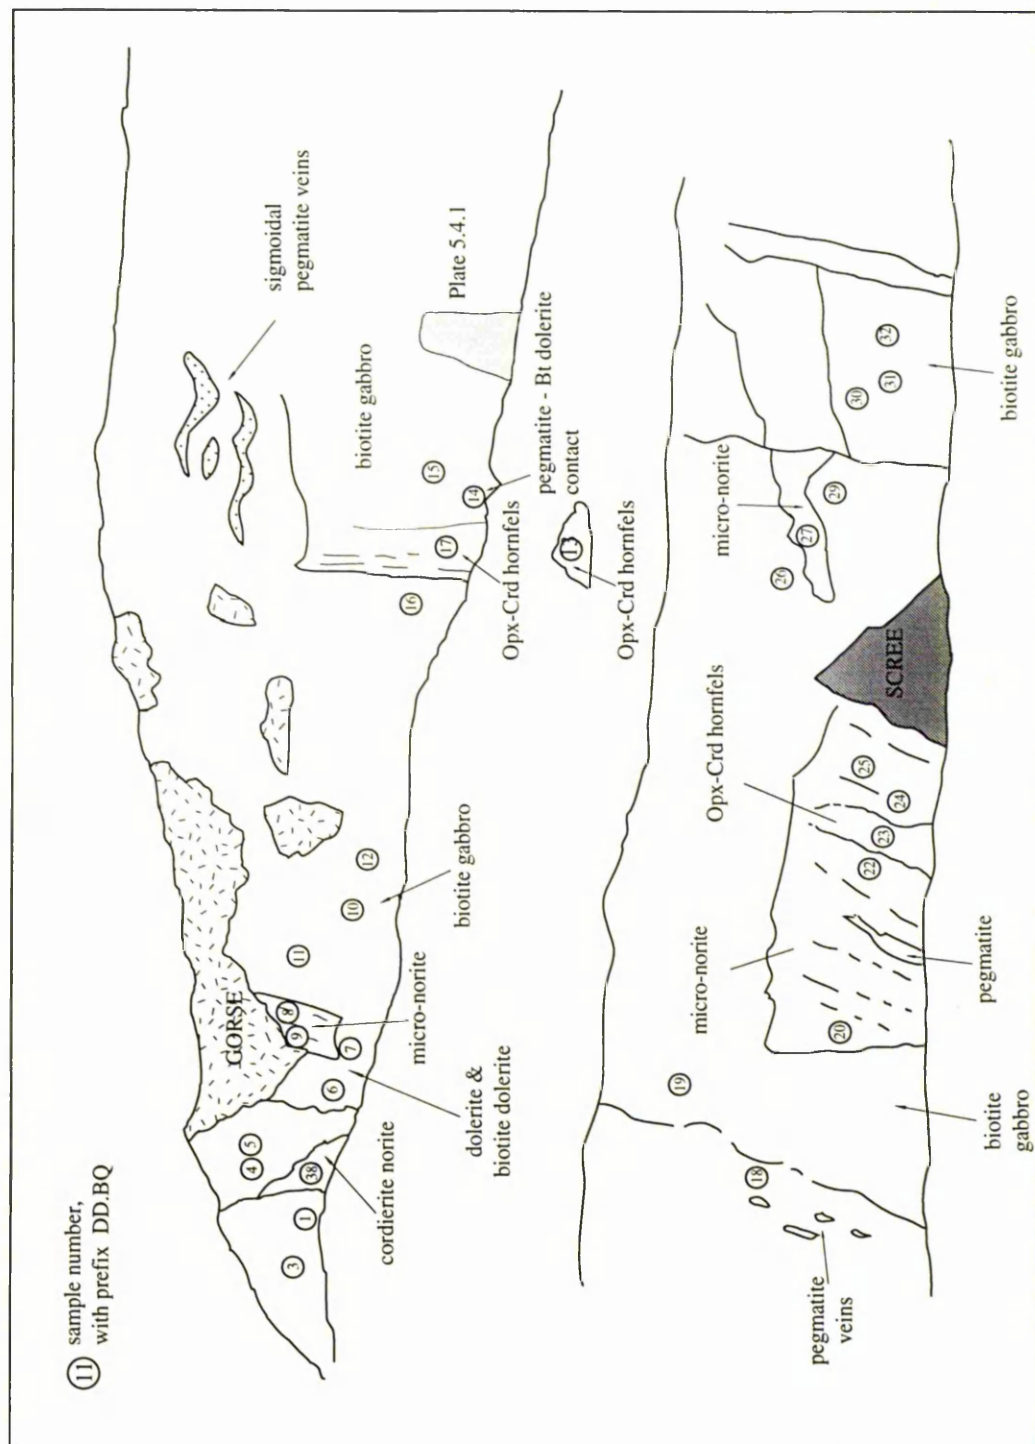 11 sample number,
with prefix DD.BQ
3
1
38
cordierite norite
4 5
6
7
dolerite &
biotite dolerite
GORSE
9 8
micro-norite
11
10
12
biotite gabbro
16
17
Opx-Crd hornfels
13
Opx-Crd hornfels
14
pegmatite - Bt dolerite
contact
15
biotite gabbro
Plate 5.4.1
sigmoidal
pegmatite veins
pegmatite
veins
18
19
biotite
gabbro
20
micro-norite
pegmatite
22
23
24
25
Opx-Crd hornfels
SCREE
26
27
29
micro-norite
30
31
32
biotite gabbro